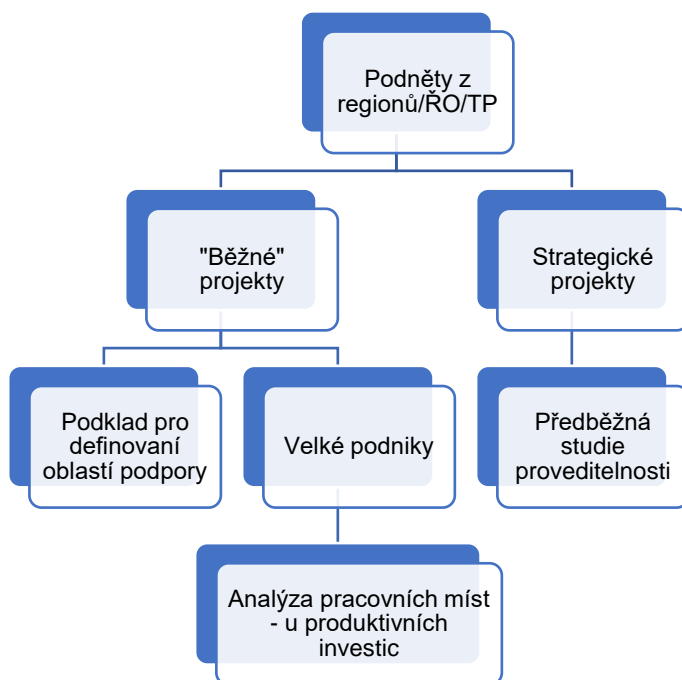 Podněty z
regionů/ŘO/TP
"Běžné"
projekty
Strategické
projekty
Podklad pro
definovaní
oblastí podpory
Velké podniky
Předběžná
studie
proveditelnosti
Analýza pracovních míst
- u produktivních
investic